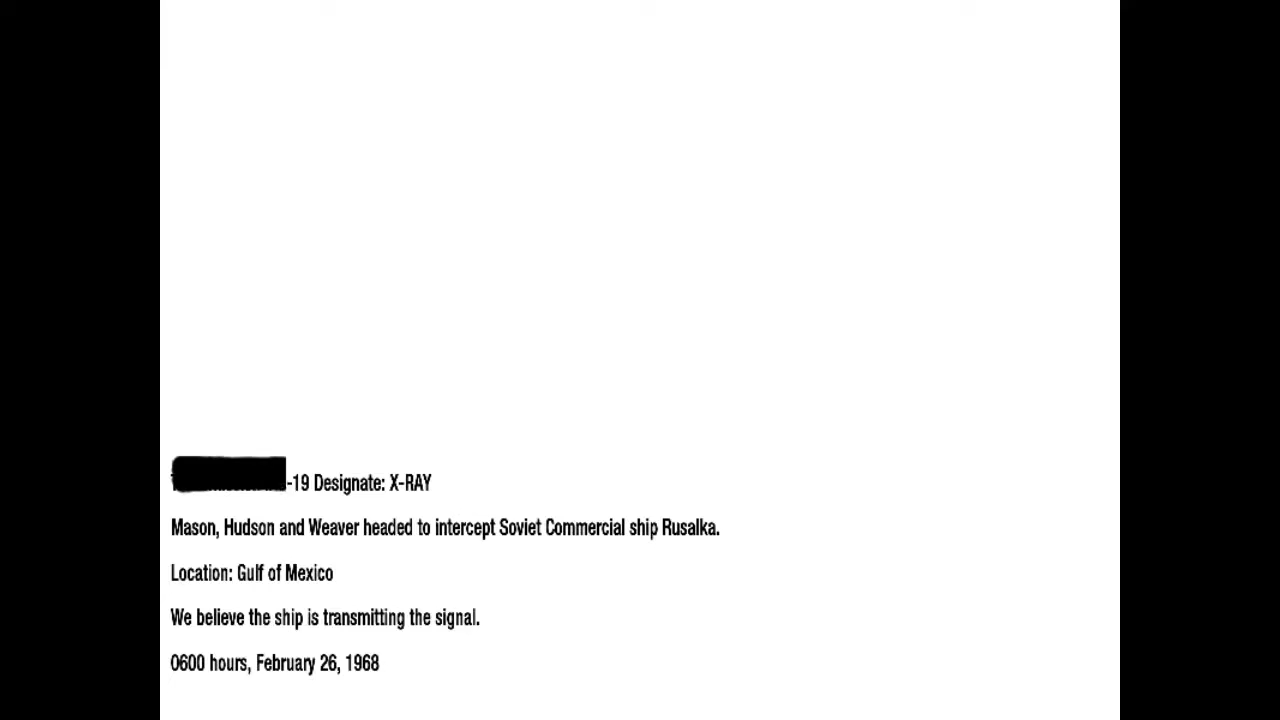 -19 Designate: X-RAY
Mason, Hudson and Weaver headed to intercept Soviet Commercial ship Rusalka.
Location: Gulf of Mexico
We believe the ship is transmitting the signal.
0600 hours, February 26, 1968